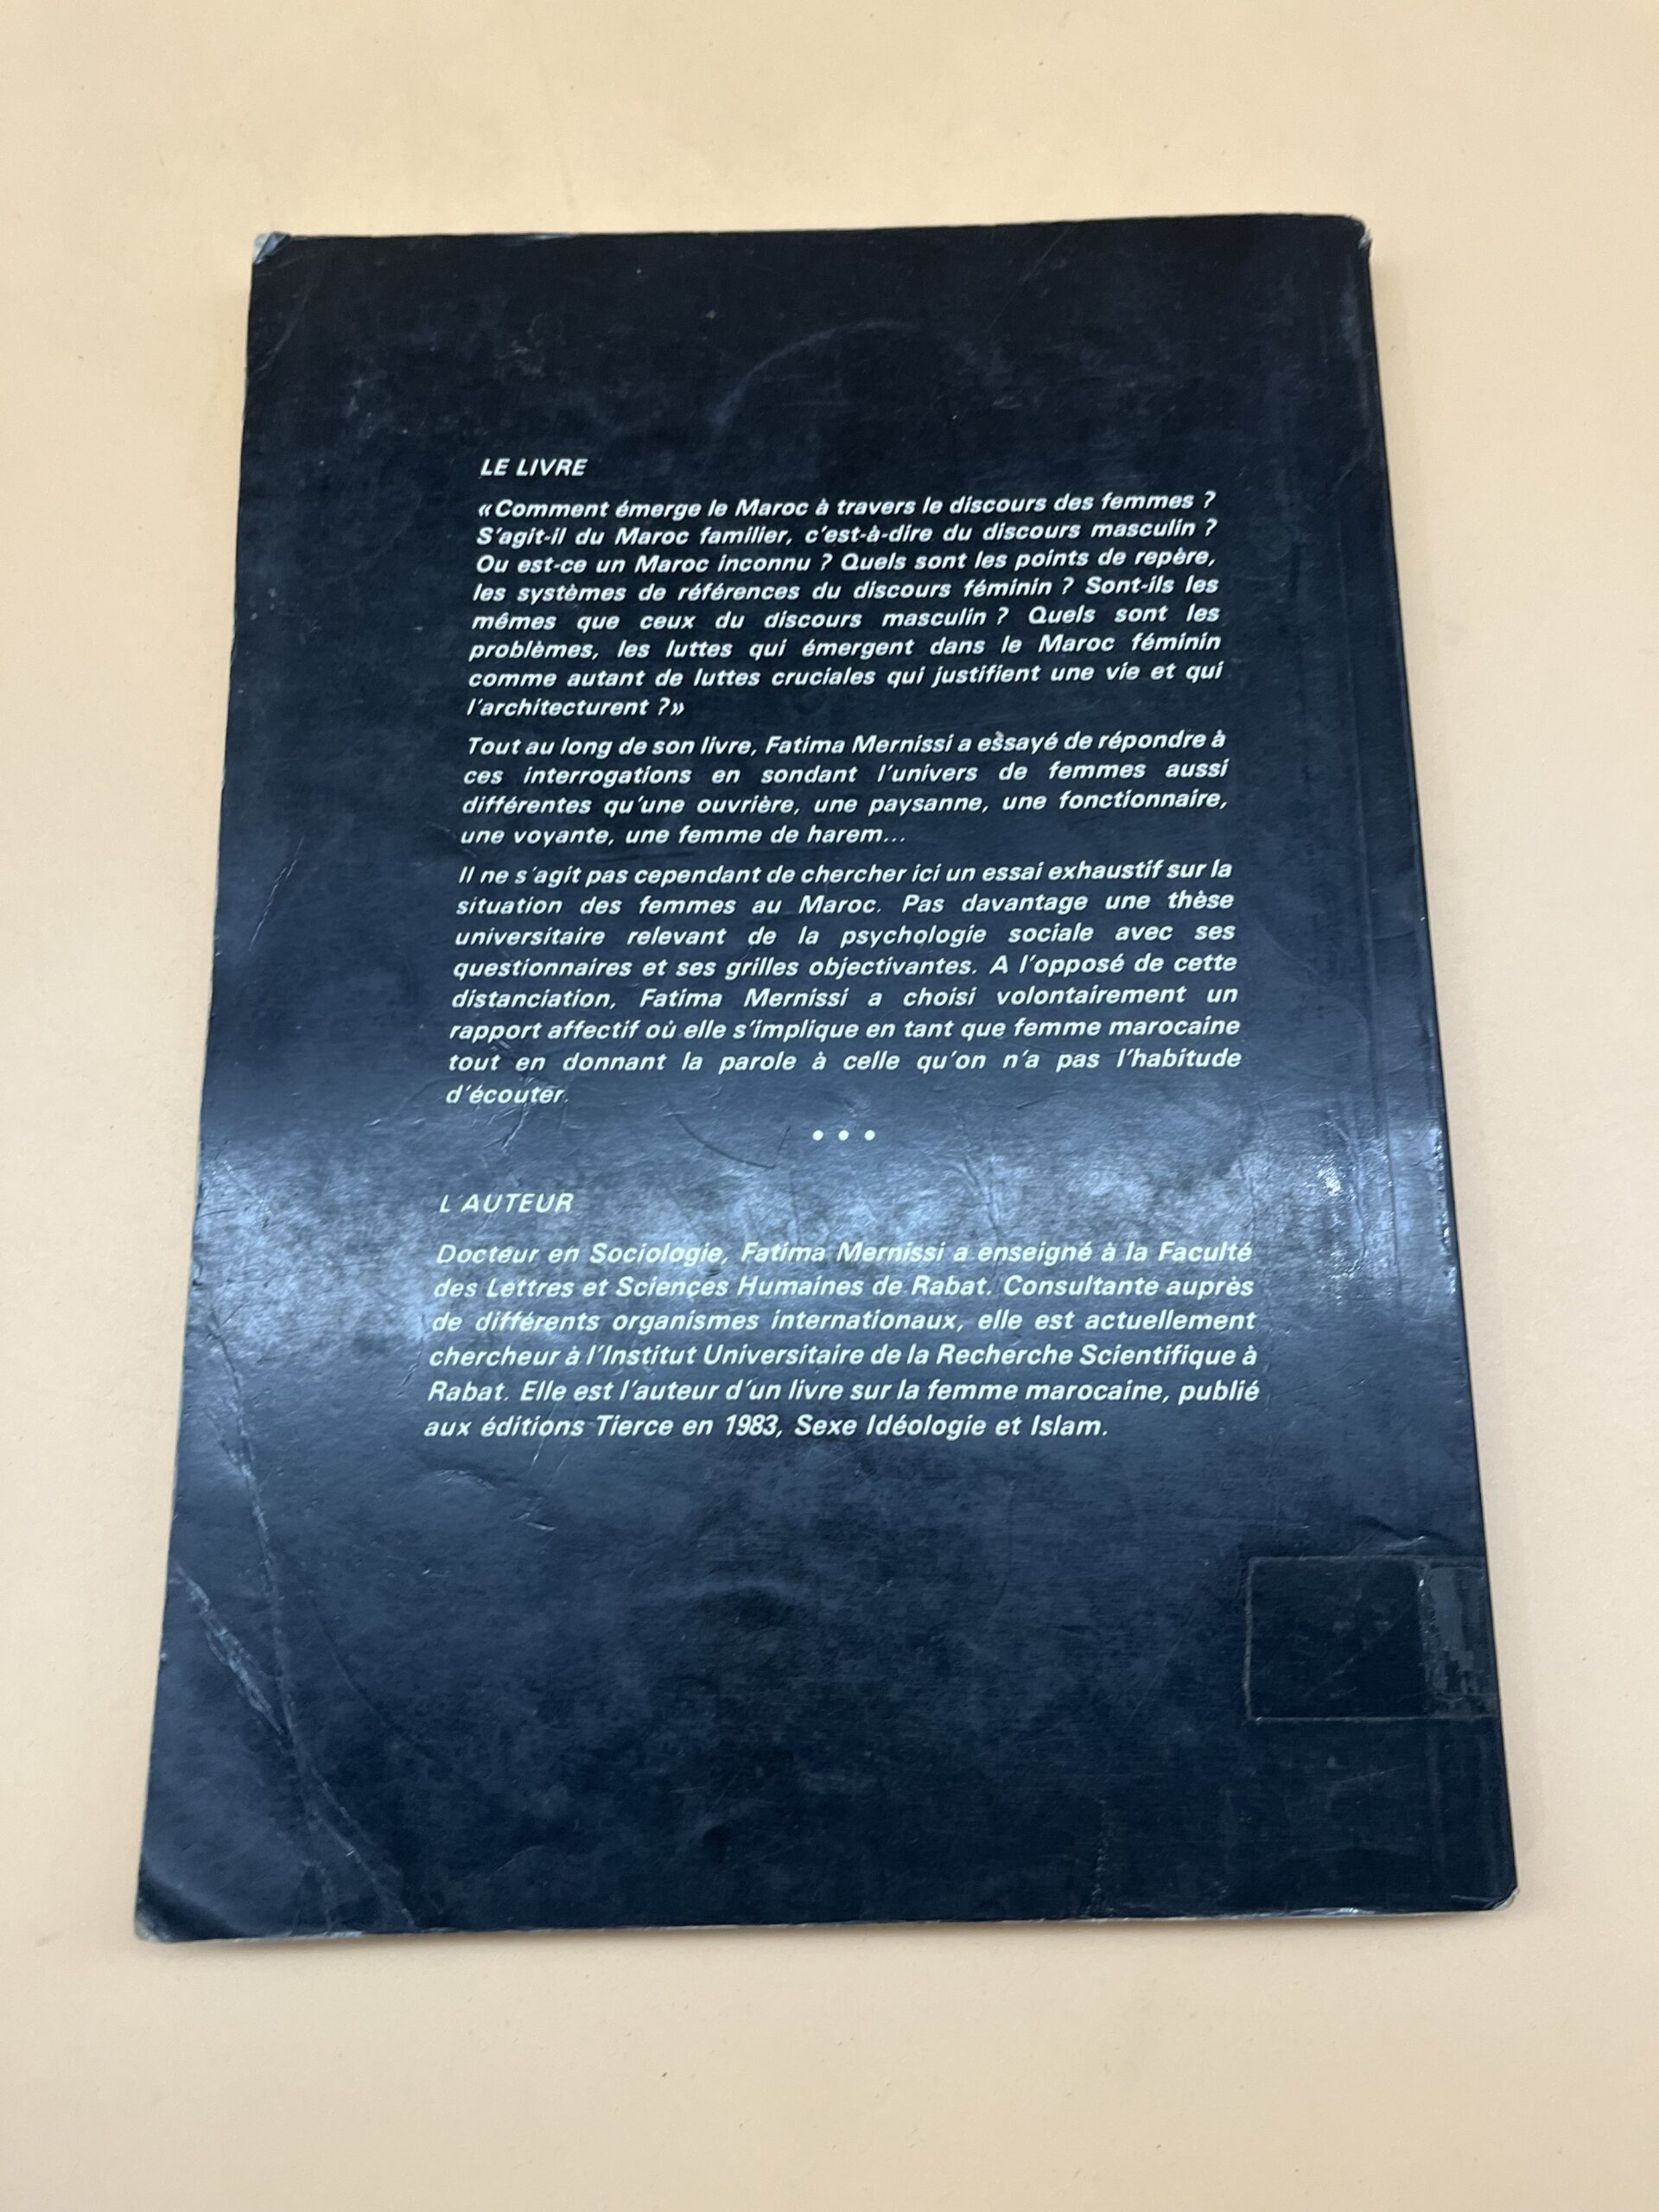 LE LIVRE
«Comment émerge le Maroc à travers le discours des femmes ?
S'agit-il du Maroc familier, c'est-à-dire du discours masculin ?
Ou est-ce un Maroc inconnu ? Quels sont les points de repère,
les systèmes de références du discours féminin ? Sont-ils les
mêmes que ceux du discours masculin ? Quels sont les
problèmes, les luttes qui émergent dans le Maroc féminin
comme autant de luttes cruciales qui justifient une vie et qui
l'architecturent ?»
Tout au long de son livre, Fatima Mernissi a essayé de répondre à
ces interrogations en sondant l'univers de femmes aussi
différentes qu'une ouvrière, une paysanne, une fonctionnaire,
une voyante, une femme de harem...
Il ne s'agit pas cependant de chercher ici un essai exhaustif sur la
situation des femmes au Maroc. Pas davantage une thèse
universitaire relevant de la psychologie sociale avec ses
questionnaires et ses grilles objectivantes. A l'opposé de cette
distanciation, Fatima Mernissi a choisi volontairement un
rapport affectif où elle s'implique en tant que femme marocaine
tout en donnant la parole à celle qu'on n'a pas l'habitude
d'écouter.
• • •
L'AUTEUR
Docteur en Sociologie, Fatima Mernissi a enseigné à la Faculté
des Lettres et Sciences Humaines de Rabat. Consultante auprès
de différents organismes internationaux, elle est actuellement
chercheur à l'Institut Universitaire de la Recherche Scientifique à
Rabat. Elle est l'auteur d'un livre sur la femme marocaine, publié
aux éditions Tierce en 1983, Sexe Idéologie et Islam.